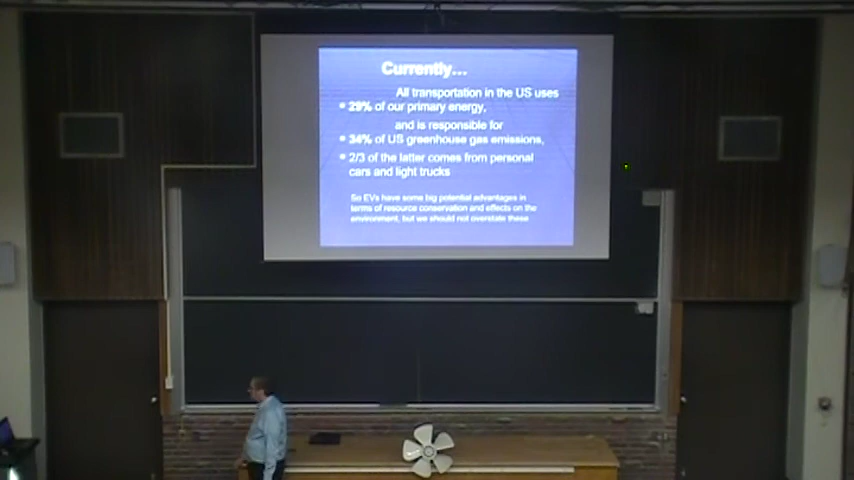 Currently...
All transportation in the US uses
29% of our primary energy,
and is responsible for
34% of US greenhouse gas emissions,
2/3 of the latter comes from personal
cars and light trucks
So EVs have some big potential advantages in
terms of resource conservation and effects on the
environment, but we should not overstate these